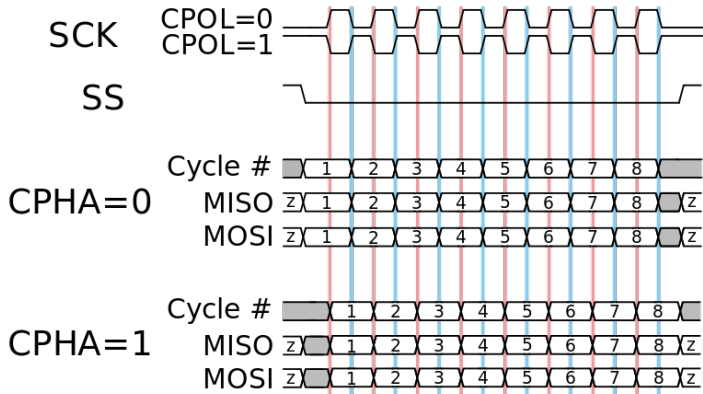 SCK CPOL=0
CPOL=1
SS
Cycle # 1 2 3 4 5 6 7 8
CPHA=0 MISO z 1 2 3 4 5 6 7 8 z
MOSI z 1 2 3 4 5 6 7 8 z
Cycle # 1 2 3 4 5 6 7 8
CPHA=1 MISO z 1 2 3 4 5 6 7 8 z
MOSI z 1 2 3 4 5 6 7 8 z